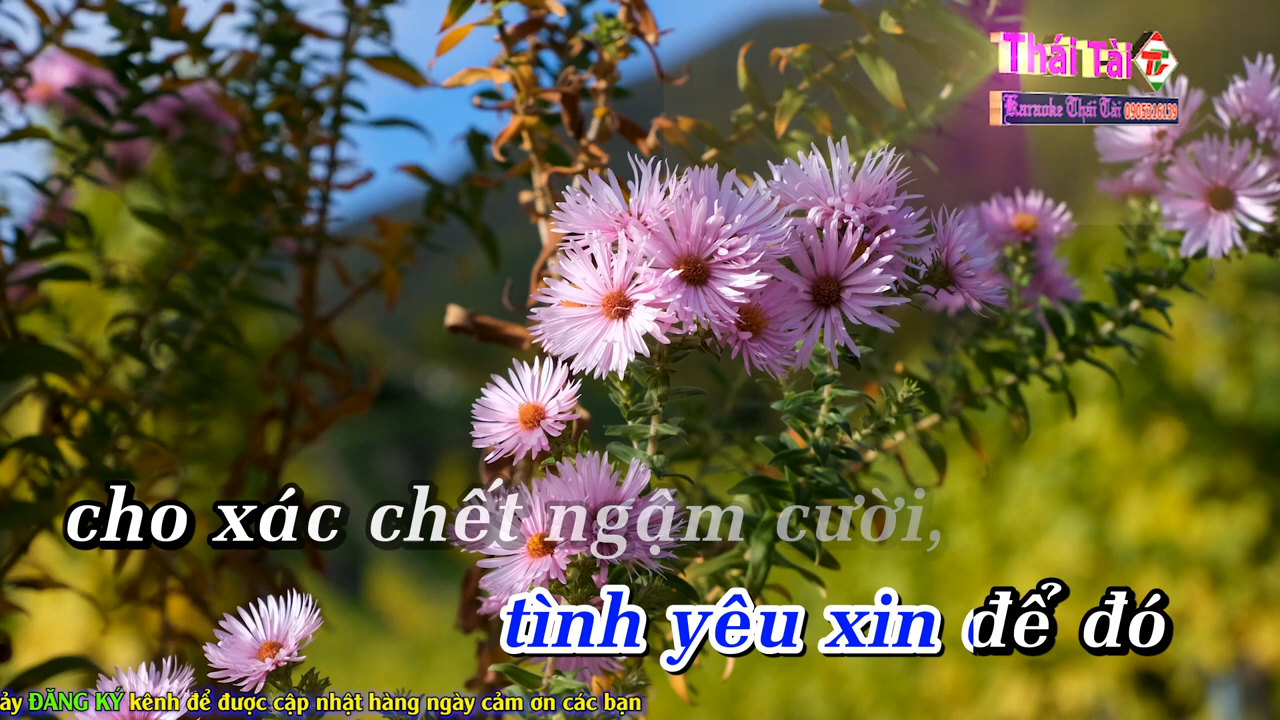 Thái Tài
Karaoke Thái Tài 0905216139
cho xác chết ngậm cười,
tình yêu xin để đó
ảy ĐĂNG KÝ kênh để được cập nhật hàng ngày cảm ơn các bạn